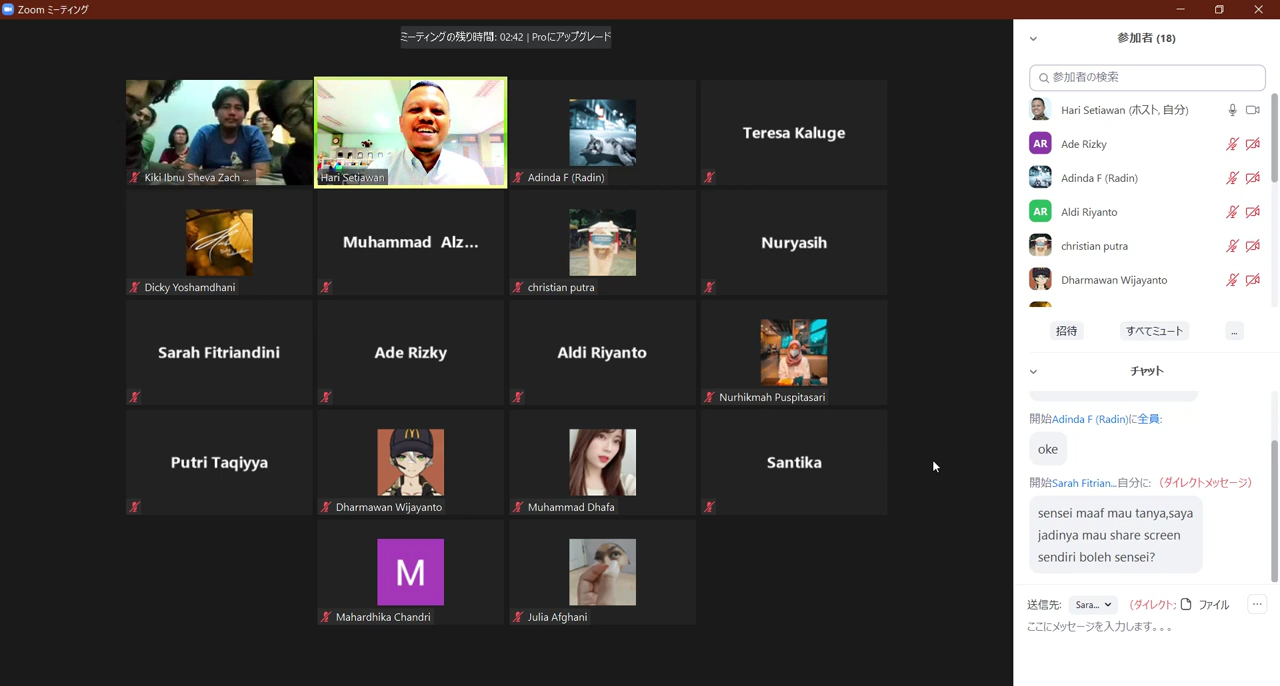 Zoom ミーティング
ミーティングの残り時間: 02:42 | Proにアップグレード
Kiki Ibnu Sheva Zach ...
Hari Setiawan
Adinda F (Radin)
Teresa Kaluge
Dicky Yoshamdhani
Muhammad Alz...
christian putra
Nuryasih
Sarah Fitriandini
Ade Rizky
Aldi Riyanto
Nurhikmah Puspitasari
Putri Taqiyya
Dharmawan Wijayanto
Muhammad Dhafa
Santika
M
Mahardhika Chandri
Julia Afghani
参加者 (18)
参加者の検索
Hari Setiawan (ホスト, 自分)
AR Ade Rizky
Adinda F (Radin)
AR Aldi Riyanto
christian putra
Dharmawan Wijayanto
招待 すべてミュート ...
チャット
開始Adinda F (Radin)に全員:
oke
開始Sarah Fitrian...自分に: (ダイレクトメッセージ)
sensei maaf mau tanya,saya
jadinya mau share screen
sendiri boleh sensei?
送信先: Sara... (ダイレクト; ファイル ...
ここにメッセージを入力します。。。